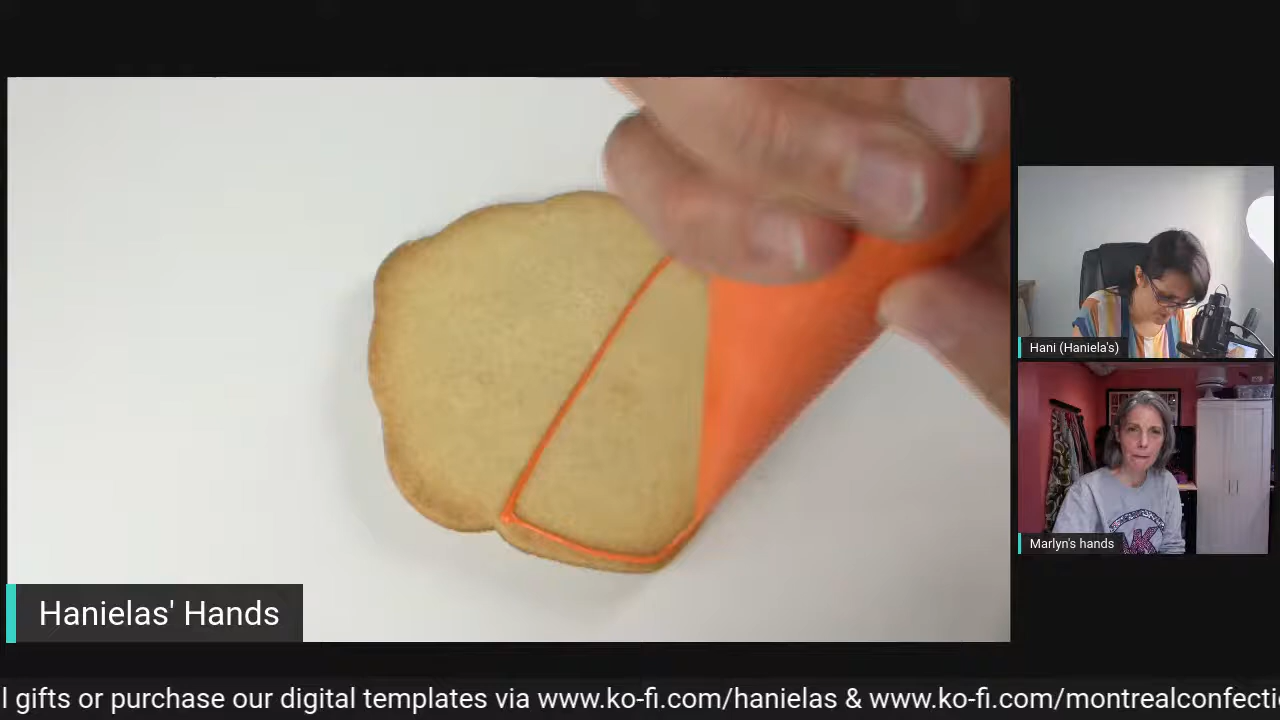 Hani (Haniela's)
Marlyn's hands
Hanielas' Hands
l gifts or purchase our digital templates via www.ko-fi.com/hanielas & www.ko-fi.com/montrealconfecti